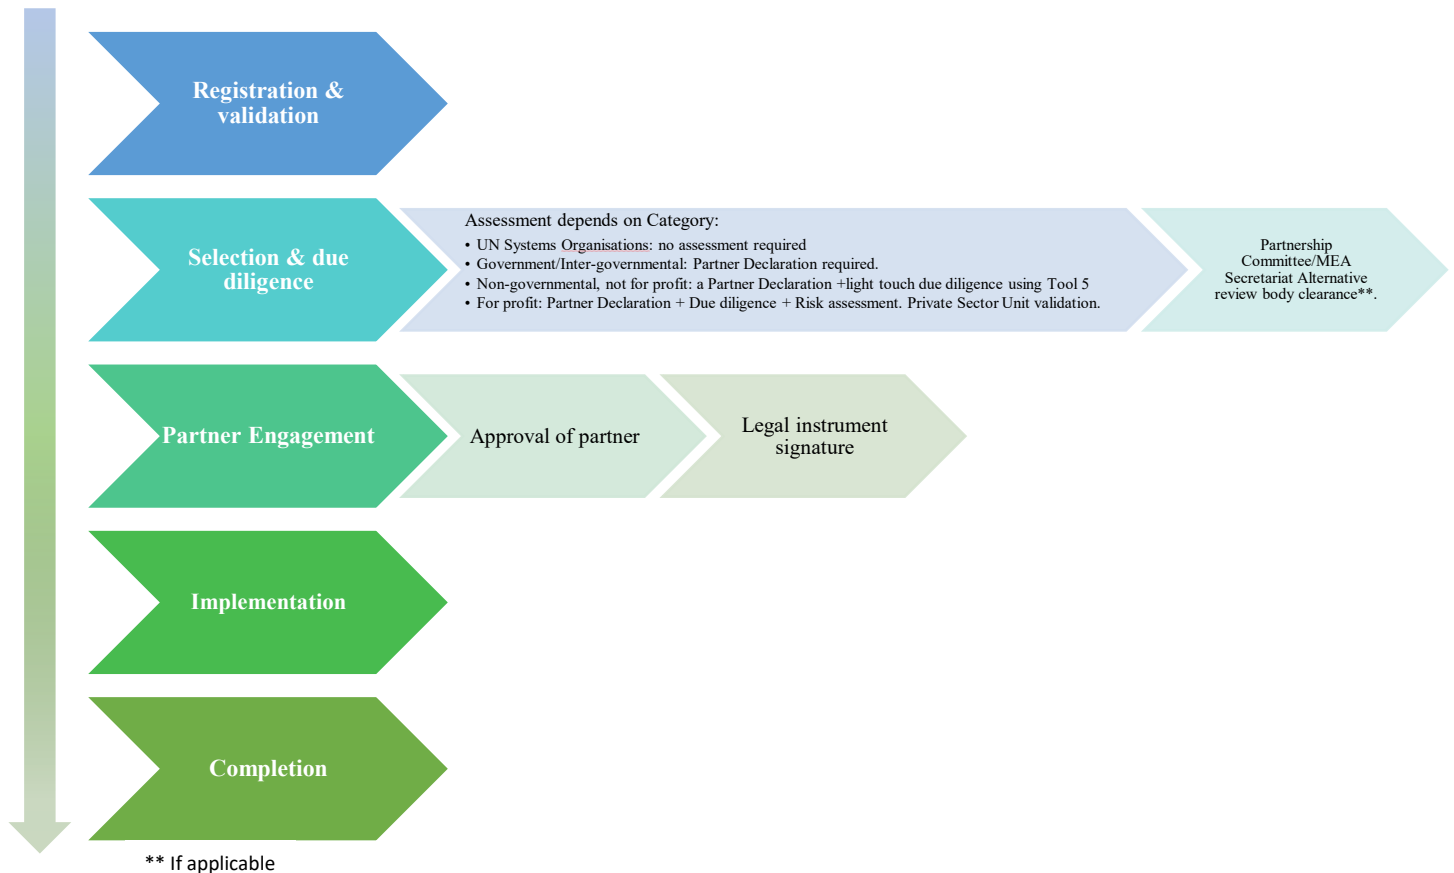 Registration &
validation
Selection & due
diligence
Assessment depends on Category:
• UN Systems Organisations: no assessment required
• Government/Inter-governmental: Partner Declaration required.
• Non-governmental, not for profit: a Partner Declaration +light touch due diligence using Tool 5
• For profit: Partner Declaration + Due diligence + Risk assessment. Private Sector Unit validation.
Partnership
Committee/MEA
Secretariat Alternative
review body clearance**.
Partner Engagement
Approval of partner
Legal instrument
signature
Implementation
Completion
** If applicable